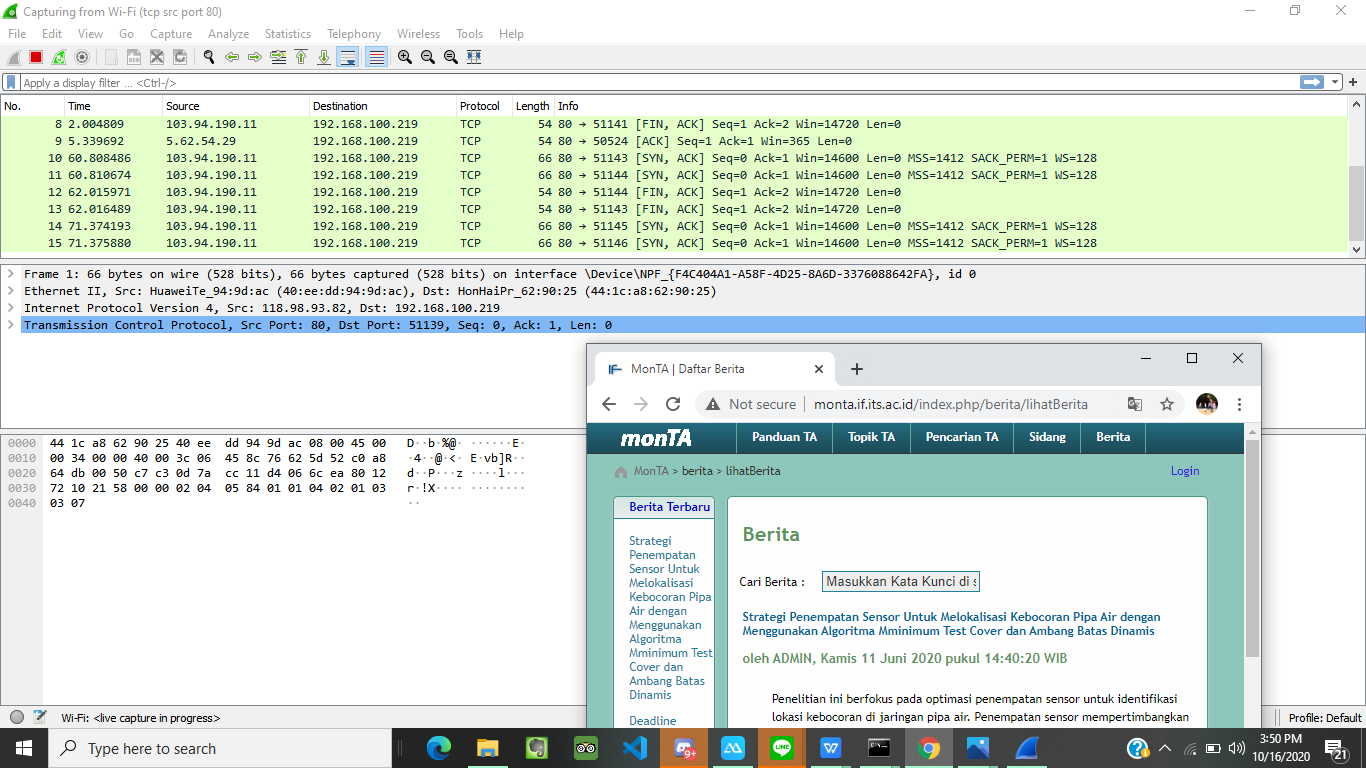 Capturing from Wi-Fi (tcp src port 80)
File Edit View Go Capture Analyze Statistics Telephony Wireless Tools Help
Apply a display filter ... <Ctrl-/>
No. Time Source Destination Protocol Length Info
8 2.004809 103.94.190.11 192.168.100.219 TCP 54 80 → 51141 [FIN, ACK] Seq=1 Ack=2 Win=14720 Len=0
9 5.339692 5.62.54.29 192.168.100.219 TCP 54 80 → 50524 [ACK] Seq=1 Ack=1 Win=365 Len=0
10 60.808486 103.94.190.11 192.168.100.219 TCP 66 80 → 51143 [SYN, ACK] Seq=0 Ack=1 Win=14600 Len=0 MSS=1412 SACK_PERM=1 WS=128
11 60.810674 103.94.190.11 192.168.100.219 TCP 66 80 → 51144 [SYN, ACK] Seq=0 Ack=1 Win=14600 Len=0 MSS=1412 SACK_PERM=1 WS=128
12 62.015971 103.94.190.11 192.168.100.219 TCP 54 80 → 51144 [FIN, ACK] Seq=1 Ack=2 Win=14720 Len=0
13 62.016489 103.94.190.11 192.168.100.219 TCP 54 80 → 51143 [FIN, ACK] Seq=1 Ack=2 Win=14720 Len=0
14 71.374193 103.94.190.11 192.168.100.219 TCP 66 80 → 51145 [SYN, ACK] Seq=0 Ack=1 Win=14600 Len=0 MSS=1412 SACK_PERM=1 WS=128
15 71.375880 103.94.190.11 192.168.100.219 TCP 66 80 → 51146 [SYN, ACK] Seq=0 Ack=1 Win=14600 Len=0 MSS=1412 SACK_PERM=1 WS=128
Frame 1: 66 bytes on wire (528 bits), 66 bytes captured (528 bits) on interface \Device\NPF_{F4C404A1-A58F-4D25-8A6D-3376088642FA}, id 0
Ethernet II, Src: HuaweiTe_94:9d:ac (40:ee:dd:94:9d:ac), Dst: HonHaiPr_62:90:25 (44:1c:a8:62:90:25)
Internet Protocol Version 4, Src: 118.98.93.82, Dst: 192.168.100.219
Transmission Control Protocol, Src Port: 80, Dst Port: 51139, Seq: 0, Ack: 1, Len: 0
0000 44 1c a8 62 90 25 40 ee dd 94 9d ac 08 00 45 00 D··b·%@· ······E·
0010 00 34 00 00 40 00 3c 06 45 8c 76 62 5d 52 c0 a8 ·4··@·<· E·vb]R··
0020 64 db 00 50 c7 c3 0d 7a cc 11 d4 06 6c ea 80 12 d··P···z ····l···
0030 72 10 21 58 00 00 02 04 05 84 01 01 04 02 01 03 r·!X···· ········
0040 03 07 ··
MonTA | Daftar Berita
Not secure monta.if.its.ac.id/index.php/berita/lihatBerita
monTA Panduan TA Topik TA Pencarian TA Sidang Berita
MonTA > berita > lihatBerita Login
Berita Terbaru
Strategi
Penempatan
Sensor Untuk
Melokalisasi
Kebocoran Pipa
Air dengan
Menggunakan
Algoritma
Mminimum Test
Cover dan
Ambang Batas
Dinamis
Deadline
Berita
Cari Berita : Masukkan Kata Kunci di
Strategi Penempatan Sensor Untuk Melokalisasi Kebocoran Pipa Air dengan
Menggunakan Algoritma Mminimum Test Cover dan Ambang Batas Dinamis
oleh ADMIN, Kamis 11 Juni 2020 pukul 14:40:20 WIB
Penelitian ini berfokus pada optimasi penempatan sensor untuk identifikasi
lokasi kebocoran di jaringan pipa air. Penempatan sensor mempertimbangkan
Wi-Fi: <live capture in progress> Profile: Default
Type here to search
9+
LINE
3:50 PM
10/16/2020
21